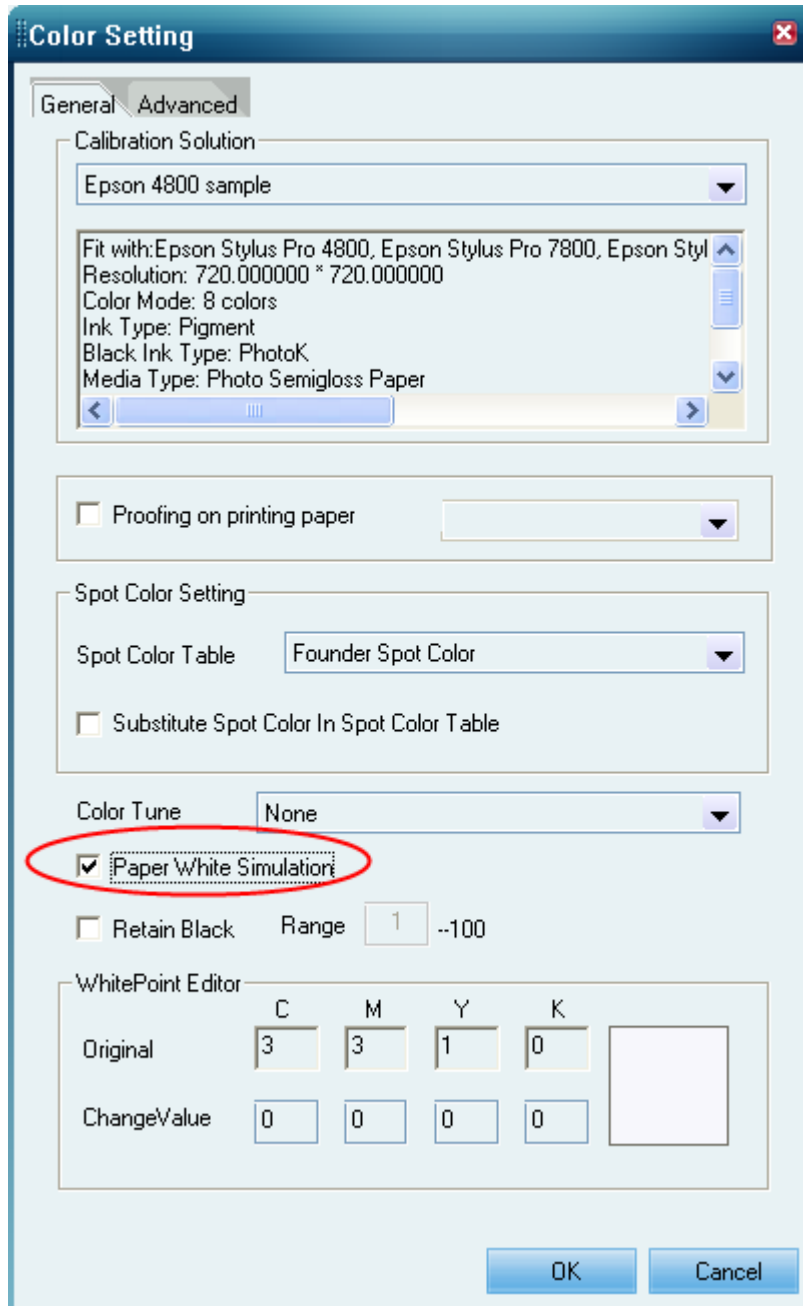 Color Setting
General Advanced
Calibration Solution
Epson 4800 sample
Fit with:Epson Stylus Pro 4800, Epson Stylus Pro 7800, Epson Styl
Resolution: 720.000000 * 720.000000
Color Mode: 8 colors
Ink Type: Pigment
Black Ink Type: PhotoK
Media Type: Photo Semigloss Paper
Proofing on printing paper
Spot Color Setting
Spot Color Table Founder Spot Color
Substitute Spot Color In Spot Color Table
Color Tune None
Paper White Simulation
Retain Black Range 1 --100
WhitePoint Editor
C M Y K
Original 3 3 1 0
ChangeValue 0 0 0 0
OK Cancel